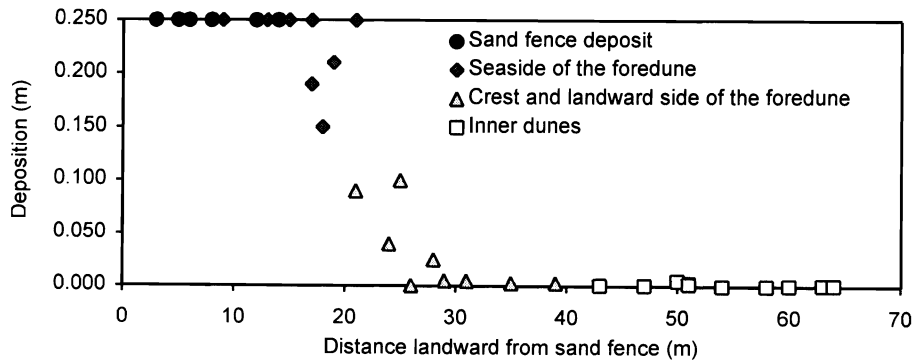 0.250
0.200
0.150
0.100
0.050
0.000
Deposition (m)
Sand fence deposit
Seaside of the foredune
Crest and landward side of the foredune
Inner dunes
0 10 20 30 40 50 60 70
Distance landward from sand fence (m)